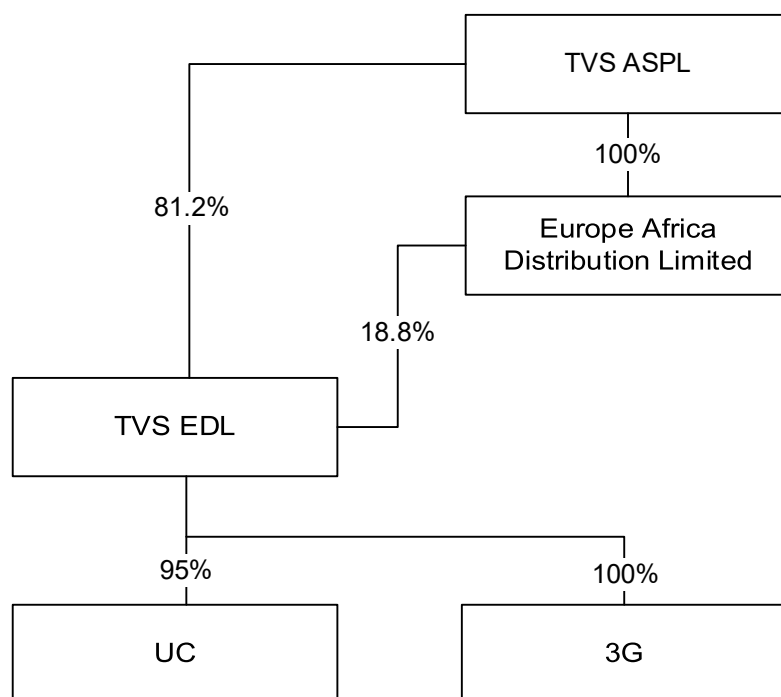 TVS ASPL
100%
81.2%
Europe Africa
Distribution Limited
18.8%
TVS EDL
95%
100%
UC
3G